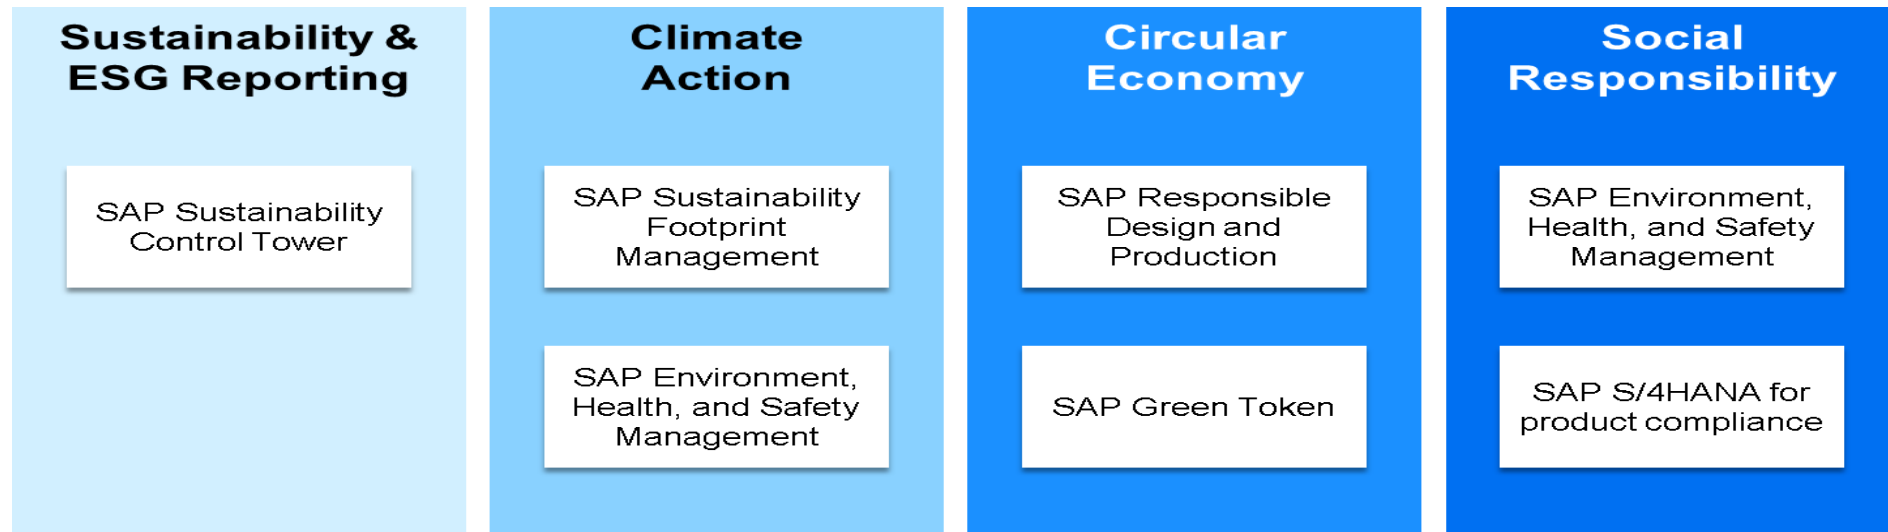 Sustainability &
ESG Reporting
SAP Sustainability
Control Tower
Climate
Action
SAP Sustainability
Footprint
Management
SAP Environment,
Health, and Safety
Management
Circular
Economy
SAP Responsible
Design and
Production
SAP Green Token
Social
Responsibility
SAP Environment,
Health, and Safety
Management
SAP S/4HANA for
product compliance